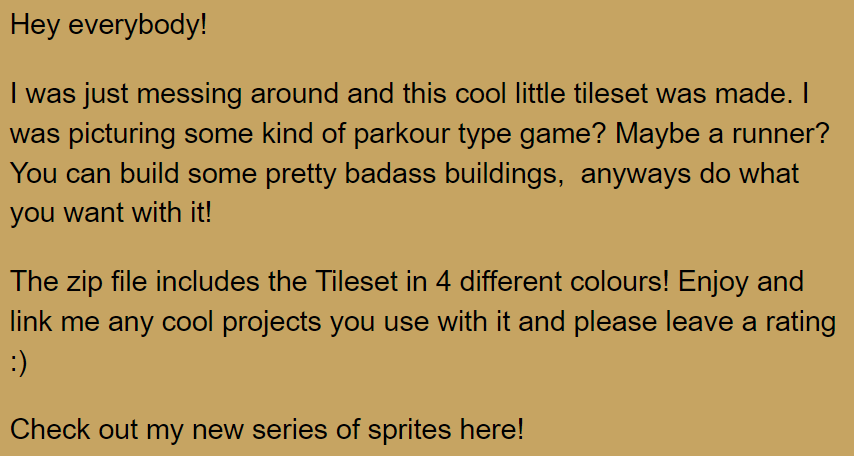 Hey everybody!
I was just messing around and this cool little tileset was made. I
was picturing some kind of parkour type game? Maybe a runner?
You can build some pretty badass buildings,  anyways do what
you want with it!
The zip file includes the Tileset in 4 different colours! Enjoy and
link me any cool projects you use with it and please leave a rating
:)
Check out my new series of sprites here!